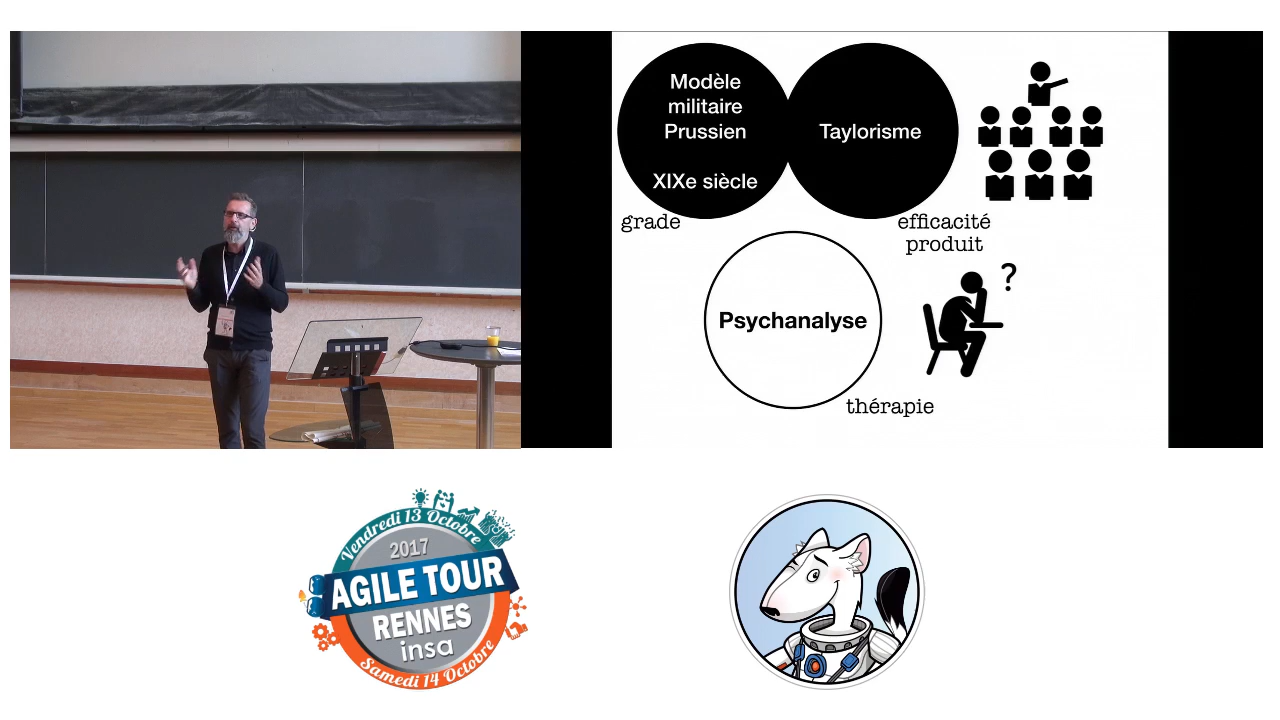 Modèle
militaire
Prussien
XIXe siècle
Taylorisme
grade
efficacité
produit
?
Psychanalyse
thérapie
Vendredi 13 Octobre
2017
AGILE TOUR
RENNES
insa
Samedi 14 Octobre